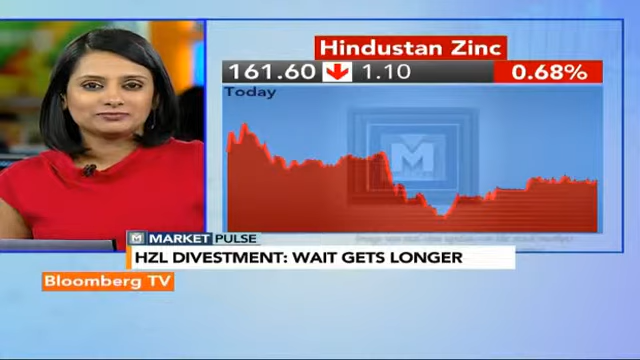 Hindustan Zinc
161.60 1.10 0.68%
Today
M
M MARKET PULSE
HZL DIVESTMENT: WAIT GETS LONGER
Bloomberg TV